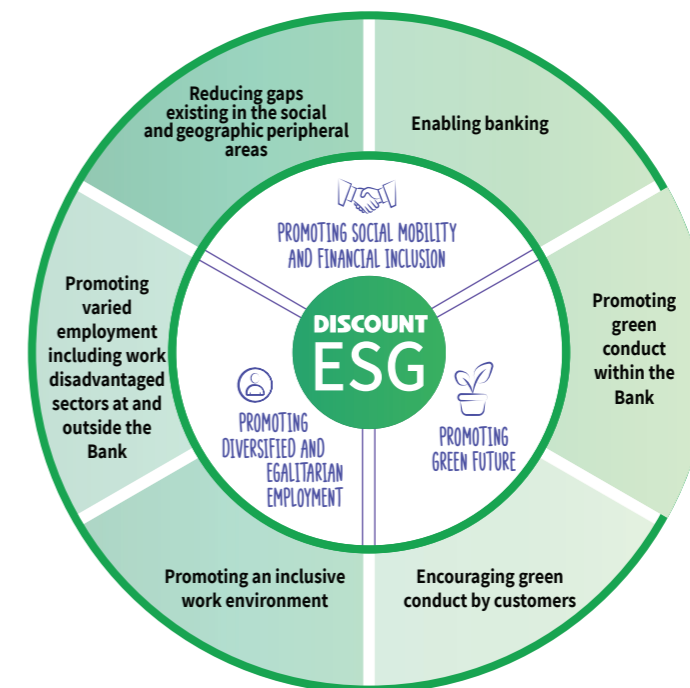 Reducing gaps
existing in the social
and geographic peripheral
areas
Enabling banking
PROMOTING SOCIAL MOBILITY
AND FINANCIAL INCLUSION
Promoting
varied
employment
including work
disadvantaged
sectors at and
outside the
Bank
DISCOUNT
ESG
Promoting
green
conduct
within the
Bank
PROMOTING
DIVERSIFIED AND
EGALITARIAN
EMPLOYMENT
PROMOTING
GREEN FUTURE
Promoting an inclusive
work environment
Encouraging green
conduct by customers